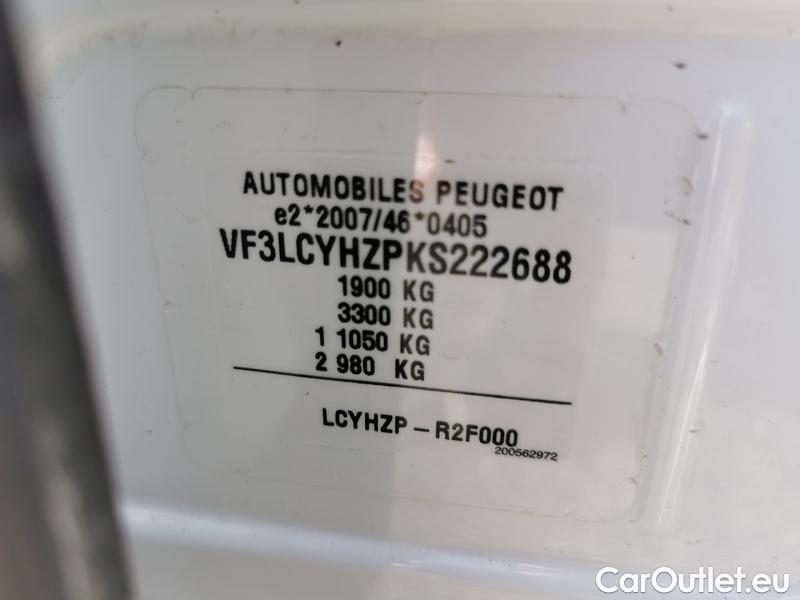 AUTOMOBILES PEUGEOT
e2*2007/46*0405
VF3LCYHZPKS222688
1900 KG
3300 KG
1 1050 KG
2 980 KG
LCYHZP – R2F000
200562972
CarOutlet.eu